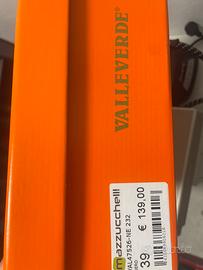 VALLEVERDE®
mazzucchelli
VAL47526-NE 232
€ 139.00
39